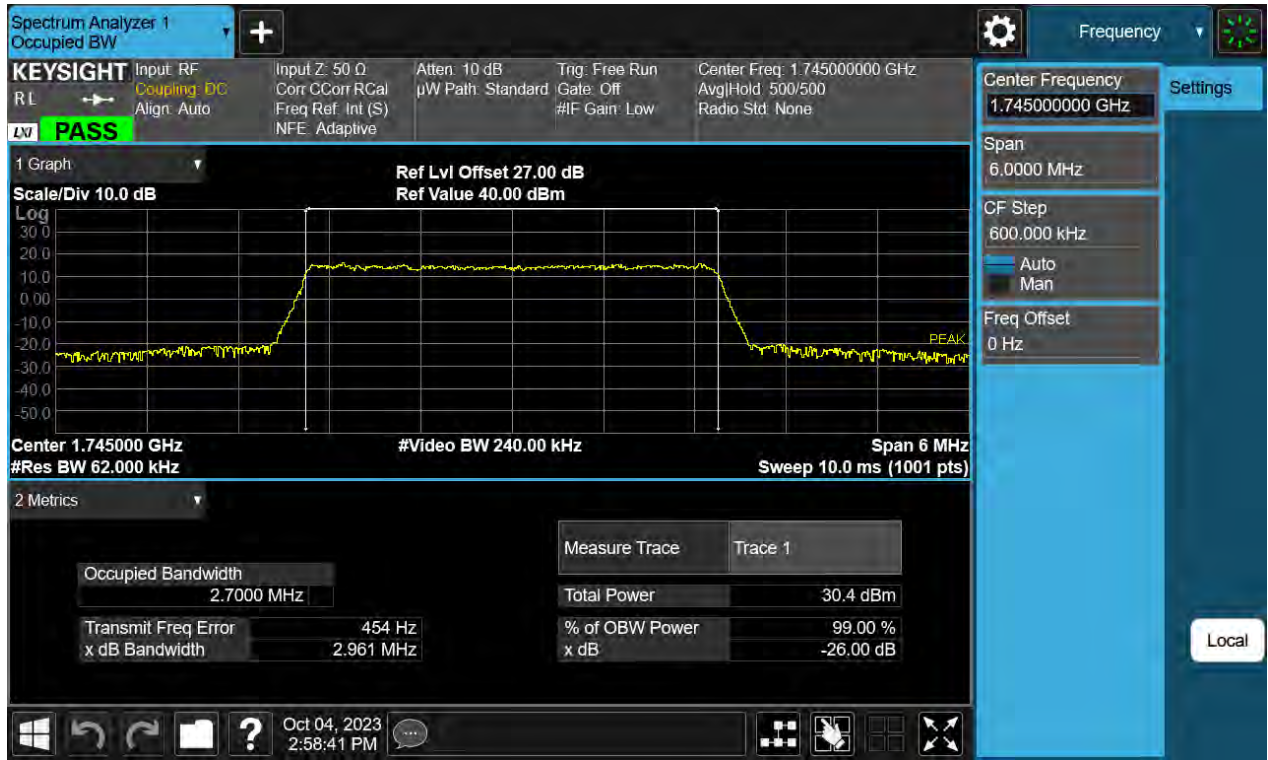 Spectrum Analyzer 1
Occupied BW
+
Frequency
KEYSIGHT
RL
LXI
PASS
Input: RF
Coupling: DC
Align: Auto
Input Z: 50 Ω
Corr CCorr RCal
Freq Ref: Int (S)
NFE: Adaptive
Atten: 10 dB
µW Path: Standard
Trig: Free Run
Gate: Off
#IF Gain: Low
Center Freq: 1.745000000 GHz
Avg|Hold: 500/500
Radio Std: None
Center Frequency
1.745000000 GHz
Settings
Span
6.0000 MHz
CF Step
600.000 kHz
Auto
Man
Freq Offset
0 Hz
Local
1 Graph
Scale/Div 10.0 dB
Ref Lvl Offset 27.00 dB
Ref Value 40.00 dBm
Log
30.0
20.0
10.0
0.00
-10.0
-20.0
-30.0
-40.0
-50.0
PEAK
Center 1.745000 GHz
#Video BW 240.00 kHz
Span 6 MHz
#Res BW 62.000 kHz
Sweep 10.0 ms (1001 pts)
2 Metrics
Measure Trace Trace 1
Occupied Bandwidth
2.7000 MHz
Total Power 30.4 dBm
Transmit Freq Error 454 Hz
% of OBW Power 99.00 %
x dB Bandwidth 2.961 MHz
x dB -26.00 dB
?
Oct 04, 2023
2:58:41 PM